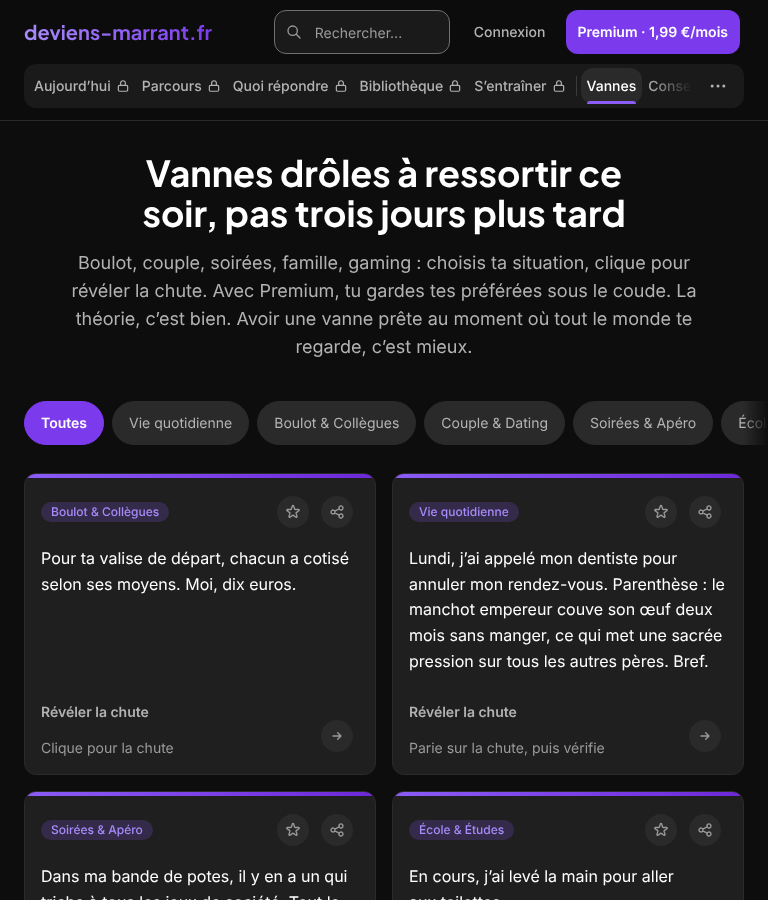 deviens-marrant.fr
Rechercher...
Connexion
Premium · 1,99 €/mois
Aujourd’hui
Parcours
Quoi répondre
Bibliothèque
S’entraîner
Vannes
Vannes drôles à ressortir ce
soir, pas trois jours plus tard
Boulot, couple, soirées, famille, gaming : choisis ta situation, clique pour
révéler la chute. Avec Premium, tu gardes tes préférées sous le coude. La
théorie, c’est bien. Avoir une vanne prête au moment où tout le monde te
regarde, c’est mieux.
Toutes
Vie quotidienne
Boulot & Collègues
Couple & Dating
Soirées & Apéro
Boulot & Collègues
Pour ta valise de départ, chacun a cotisé
selon ses moyens. Moi, dix euros.
Révéler la chute
Clique pour la chute
Vie quotidienne
Lundi, j’ai appelé mon dentiste pour
annuler mon rendez-vous. Parenthèse : le
manchot empereur couve son œuf deux
mois sans manger, ce qui met une sacrée
pression sur tous les autres pères. Bref.
Révéler la chute
Parie sur la chute, puis vérifie
Soirées & Apéro
Dans ma bande de potes, il y en a un qui
École & Études
En cours, j’ai levé la main pour aller